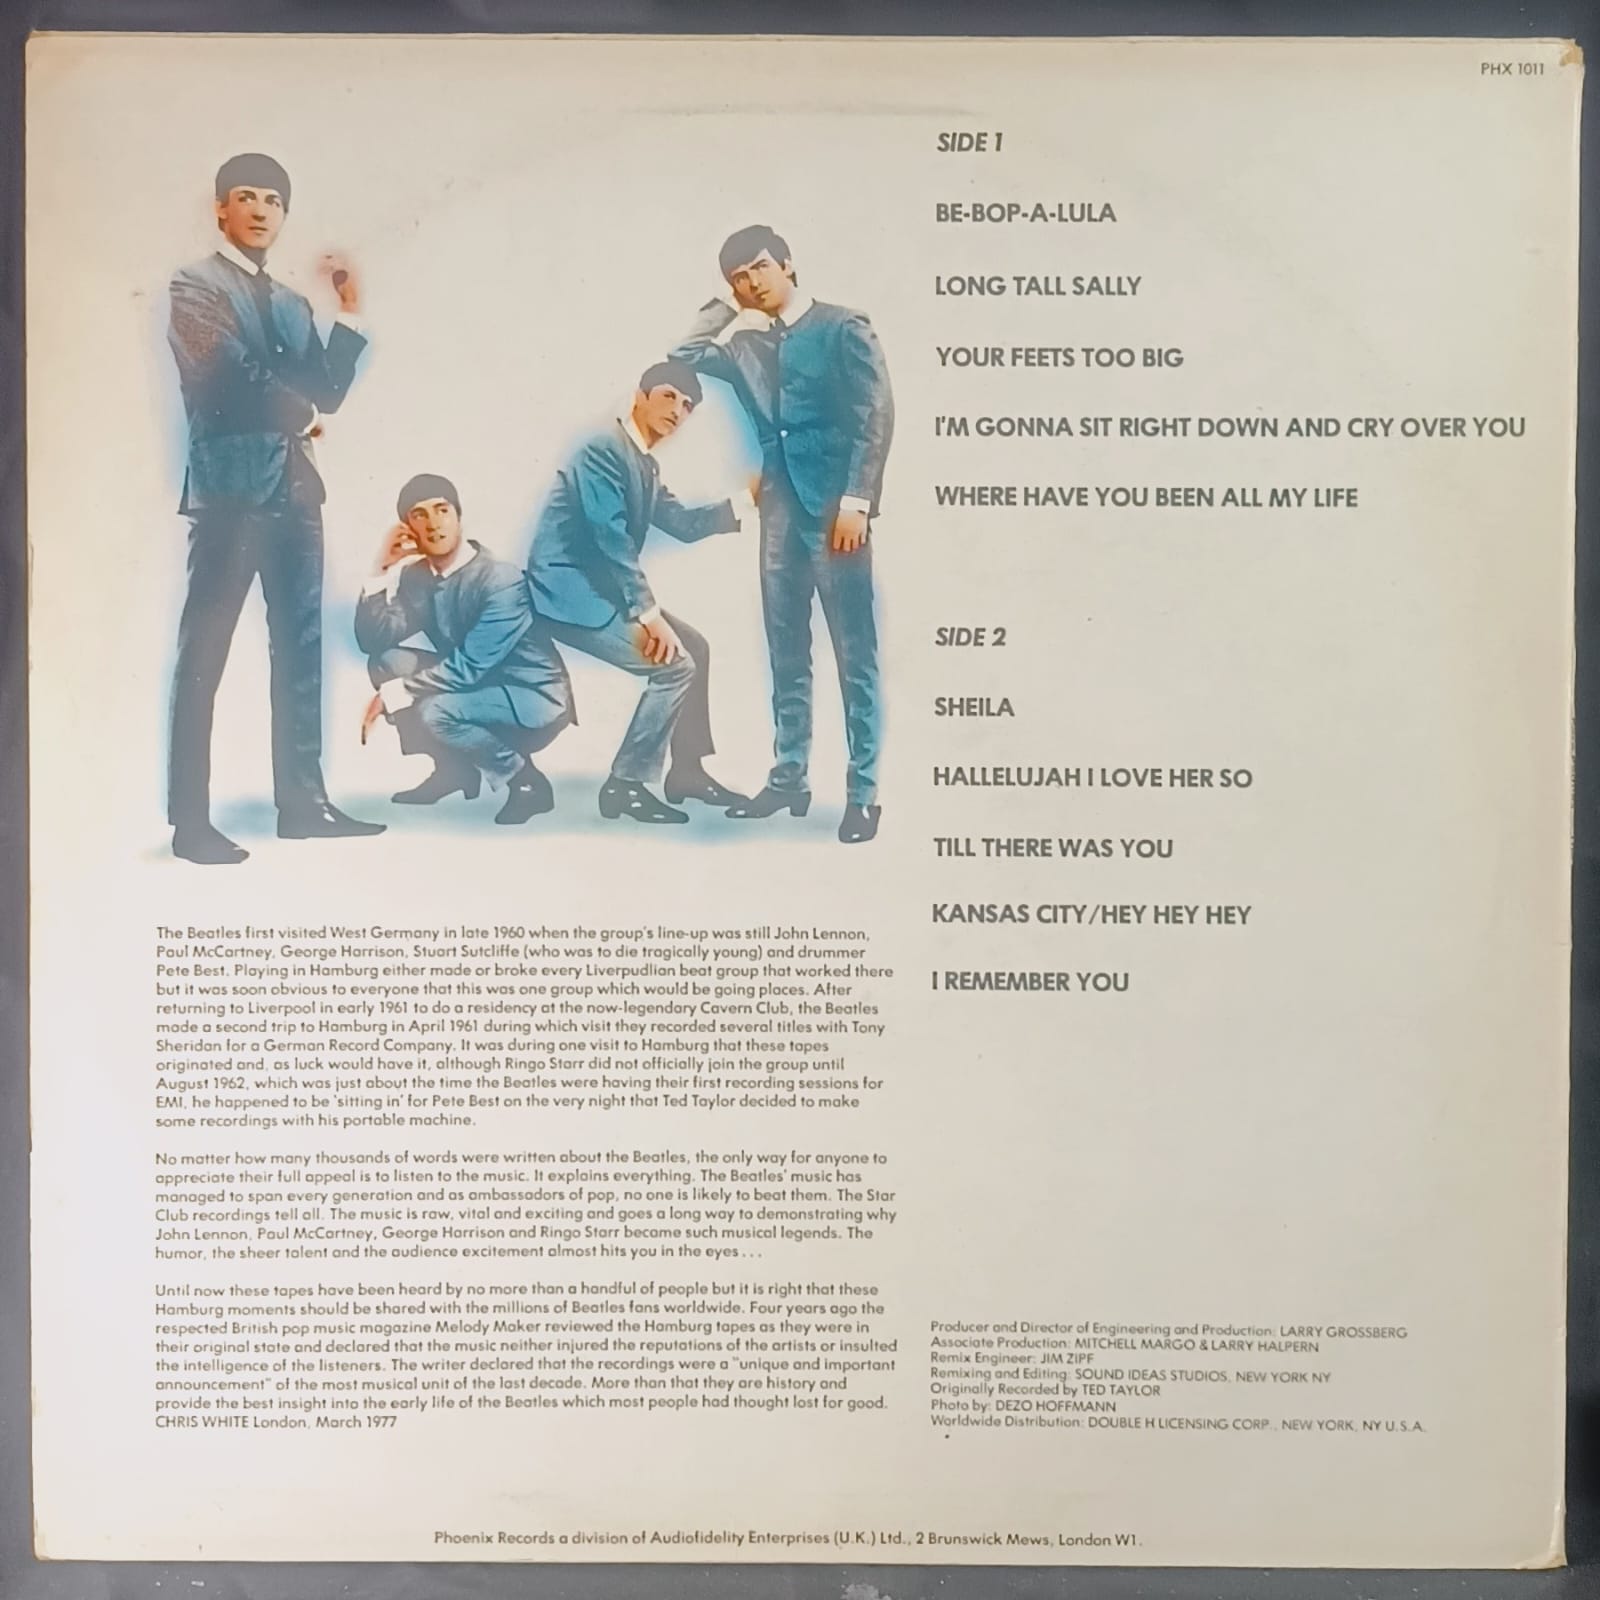 PHX 1011
SIDE 1
BE-BOP-A-LULA
LONG TALL SALLY
YOUR FEETS TOO BIG
I'M GONNA SIT RIGHT DOWN AND CRY OVER YOU
WHERE HAVE YOU BEEN ALL MY LIFE
SIDE 2
SHEILA
HALLELUJAH I LOVE HER SO
TILL THERE WAS YOU
KANSAS CITY/HEY HEY HEY
I REMEMBER YOU
The Beatles first visited West Germany in late 1960 when the group's line-up was still John Lennon,
Paul McCartney, George Harrison, Stuart Sutcliffe (who was to die tragically young) and drummer
Pete Best. Playing in Hamburg either made or broke every Liverpudlian beat group that worked there
but it was soon obvious to everyone that this was one group which would be going places. After
returning to Liverpool in early 1961 to do a residency at the now-legendary Cavern Club, the Beatles
made a second trip to Hamburg in April 1961 during which visit they recorded several titles with Tony
Sheridan for a German Record Company. It was during one visit to Hamburg that these tapes
originated and, as luck would have it, although Ringo Starr did not officially join the group until
August 1962, which was just about the time the Beatles were having their first recording sessions for
EMI, he happened to be 'sitting in' for Pete Best on the very night that Ted Taylor decided to make
some recordings with his portable machine.
No matter how many thousands of words were written about the Beatles, the only way for anyone to
appreciate their full appeal is to listen to the music. It explains everything. The Beatles' music has
managed to span every generation and as ambassadors of pop, no one is likely to beat them. The Star
Club recordings tell all. The music is raw, vital and exciting and goes a long way to demonstrating why
John Lennon, Paul McCartney, George Harrison and Ringo Starr became such musical legends. The
humor, the sheer talent and the audience excitement almost hits you in the eyes . . .
Until now these tapes have been heard by no more than a handful of people but it is right that these
Hamburg moments should be shared with the millions of Beatles fans worldwide. Four years ago the
respected British pop music magazine Melody Maker reviewed the Hamburg tapes as they were in
their original state and declared that the music neither injured the reputations of the artists or insulted
the intelligence of the listeners. The writer declared that the recordings were a "unique and important
announcement" of the most musical unit of the last decade. More than that they are history and
provide the best insight into the early life of the Beatles which most people had thought lost for good.
CHRIS WHITE London, March 1977
Producer and Director of Engineering and Production: LARRY GROSSBERG
Associate Production: MITCHELL MARGO & LARRY HALPERN
Remix Engineer: JIM ZIPF
Remixing and Editing: SOUND IDEAS STUDIOS, NEW YORK NY
Originally Recorded by TED TAYLOR
Photo by: DEZO HOFFMANN
Worldwide Distribution: DOUBLE H LICENSING CORP., NEW YORK, NY U.S.A.
Phoenix Records a division of Audiofidelity Enterprises (U.K.) Ltd., 2 Brunswick Mews, London W1.